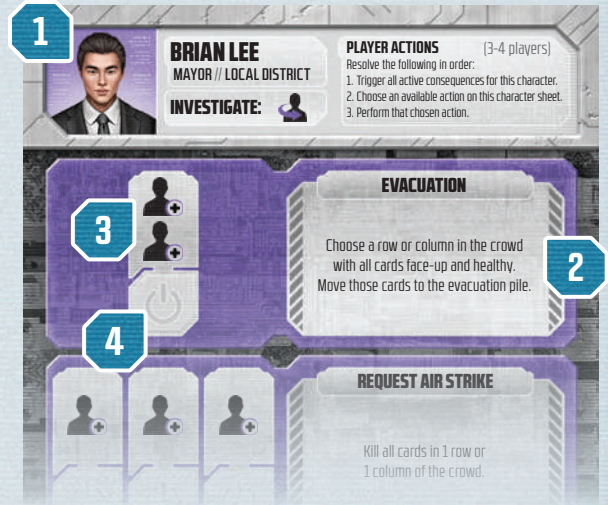 1
BRIAN LEE
MAYOR // LOCAL DISTRICT
INVESTIGATE:
PLAYER ACTIONS (3-4 players)
Resolve the following in order:
1. Trigger all active consequences for this character.
2. Choose an available action on this character sheet.
3. Perform that chosen action.
3
EVACUATION
Choose a row or column in the crowd
with all cards face-up and healthy.
Move those cards to the evacuation pile.
2
4
REQUEST AIR STRIKE
Kill all cards in 1 row or
1 column of the crowd.